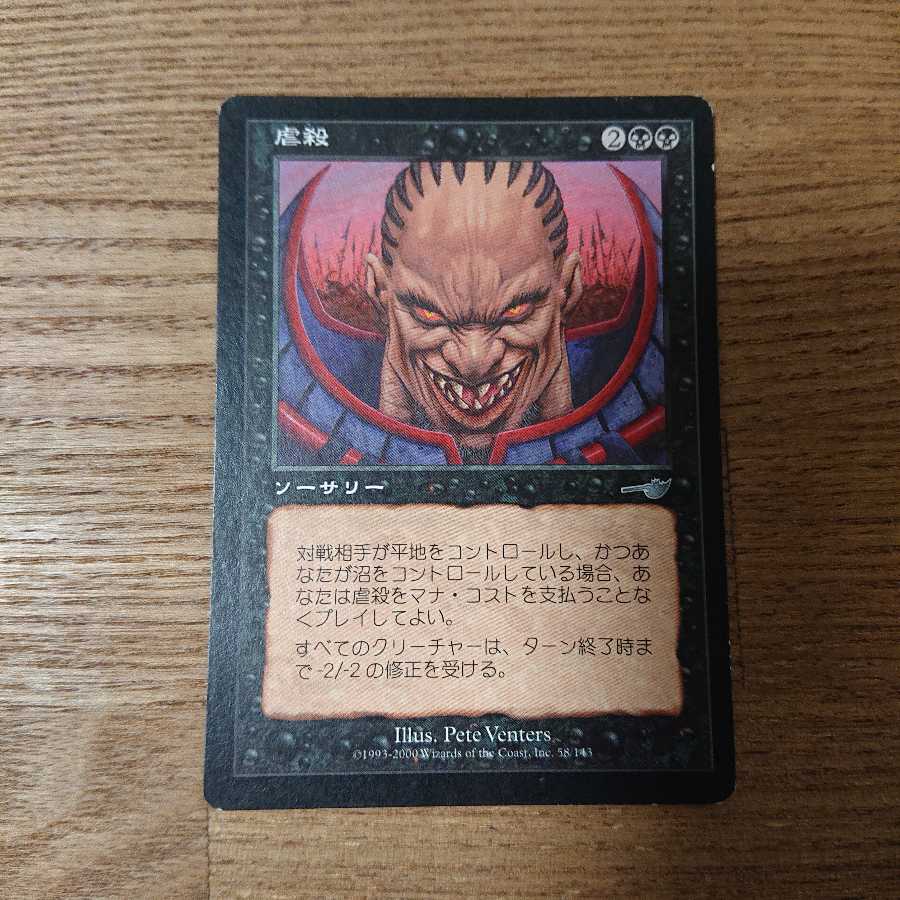 虐殺 2
ソーサリー
対戦相手が平地をコントロールし、かつあ
なたが沼をコントロールしている場合、あ
なたは虐殺をマナ・コストを支払うことな
くプレイしてよい。
すべてのクリーチャーは、ターン終了時ま
で-2/-2 の修正を受ける。
Illus. Pete Venters
©1993-2000 Wizards of the Coast, Inc. 58/143